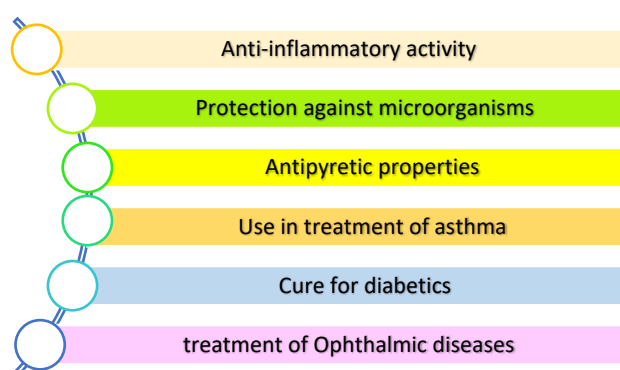 Anti-inflammatory activity
Protection against microorganisms
Antipyretic properties
Use in treatment of asthma
Cure for diabetics
treatment of Ophthalmic diseases